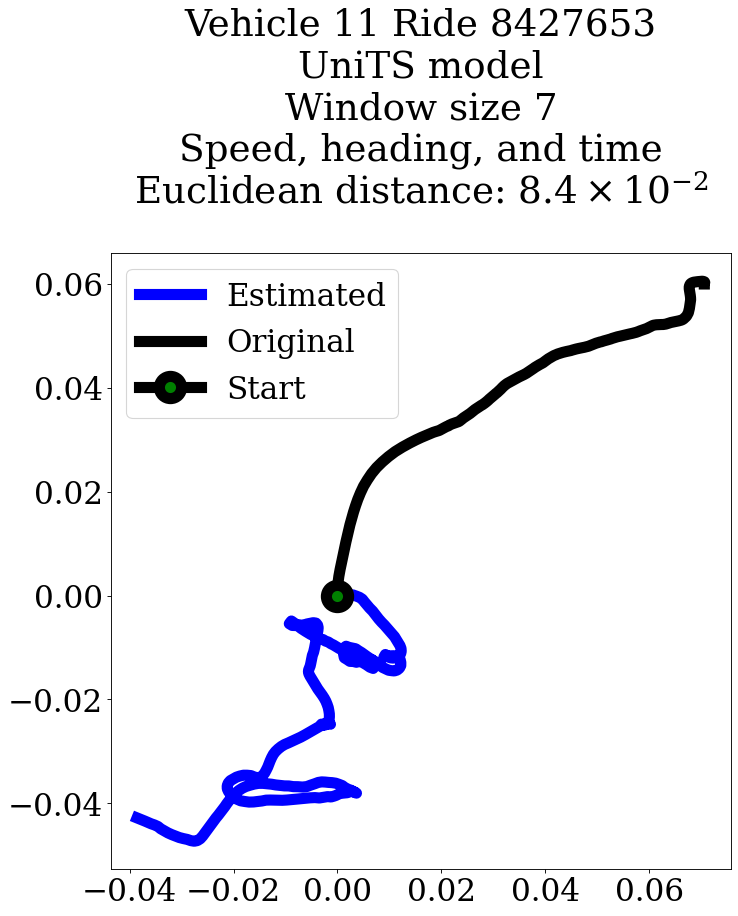 Vehicle 11 Ride 8427653
UniTS model
Window size 7
Speed, heading, and time
Euclidean distance: 8.4 × 10⁻²
Estimated
Original
Start
0.06
0.04
0.02
0.00
−0.02
−0.04
−0.04 −0.02 0.00 0.02 0.04 0.06